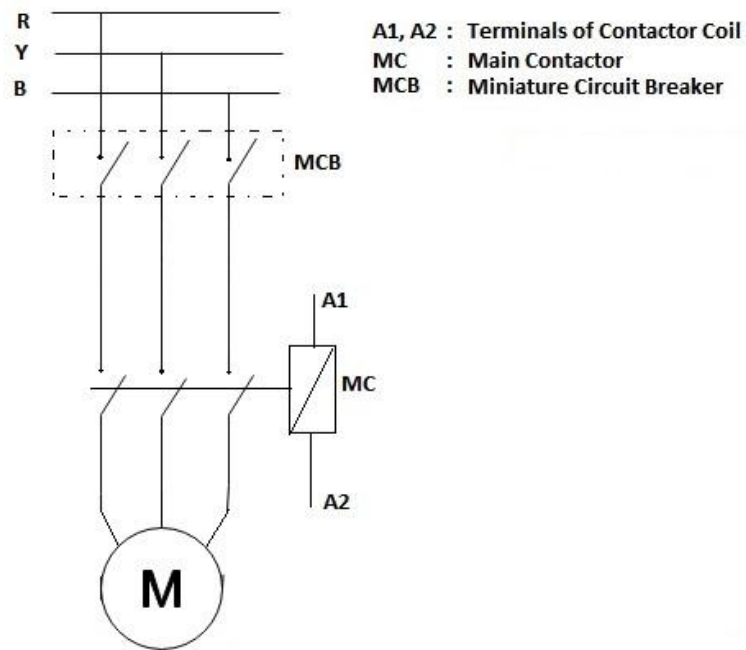 R
Y
B
A1, A2 : Terminals of Contactor Coil
MC : Main Contactor
MCB : Miniature Circuit Breaker
MCB
A1
MC
A2
M